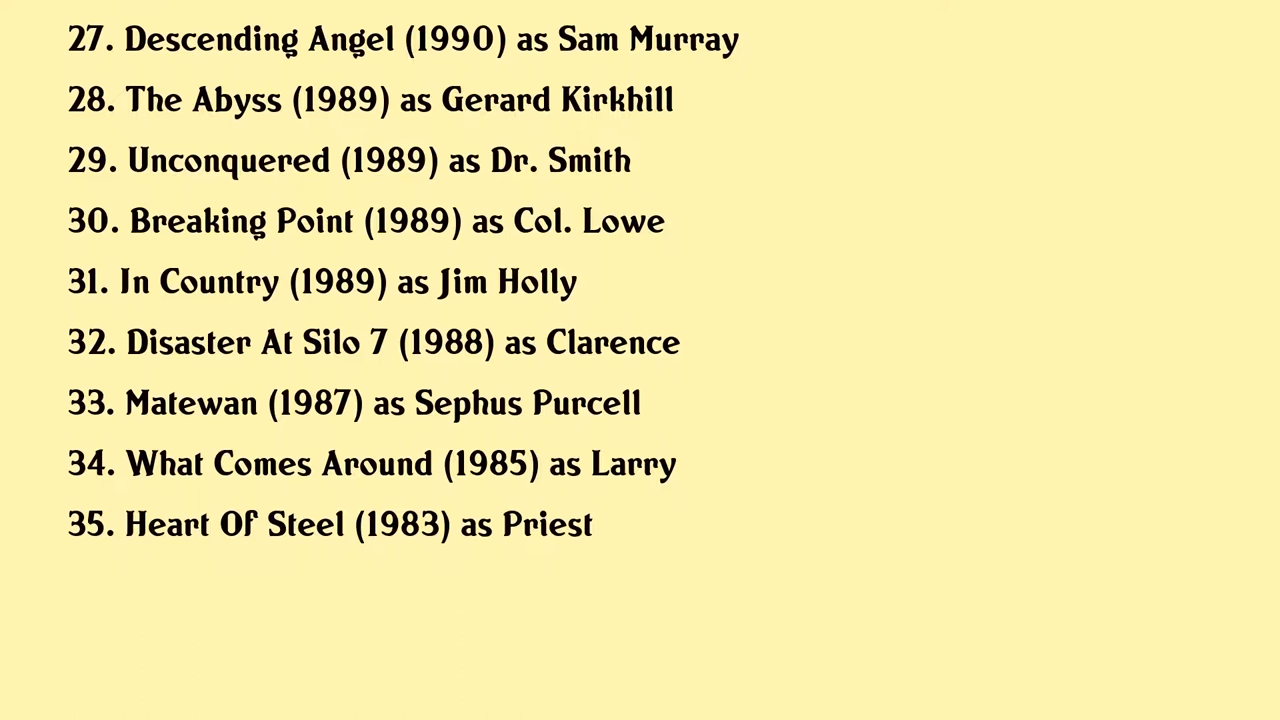 27. Descending Angel (1990) as Sam Murray
28. The Abyss (1989) as Gerard Kirkhill
29. Unconquered (1989) as Dr. Smith
30. Breaking Point (1989) as Col. Lowe
31. In Country (1989) as Jim Holly
32. Disaster At Silo 7 (1988) as Clarence
33. Matewan (1987) as Sephus Purcell
34. What Comes Around (1985) as Larry
35. Heart Of Steel (1983) as Priest